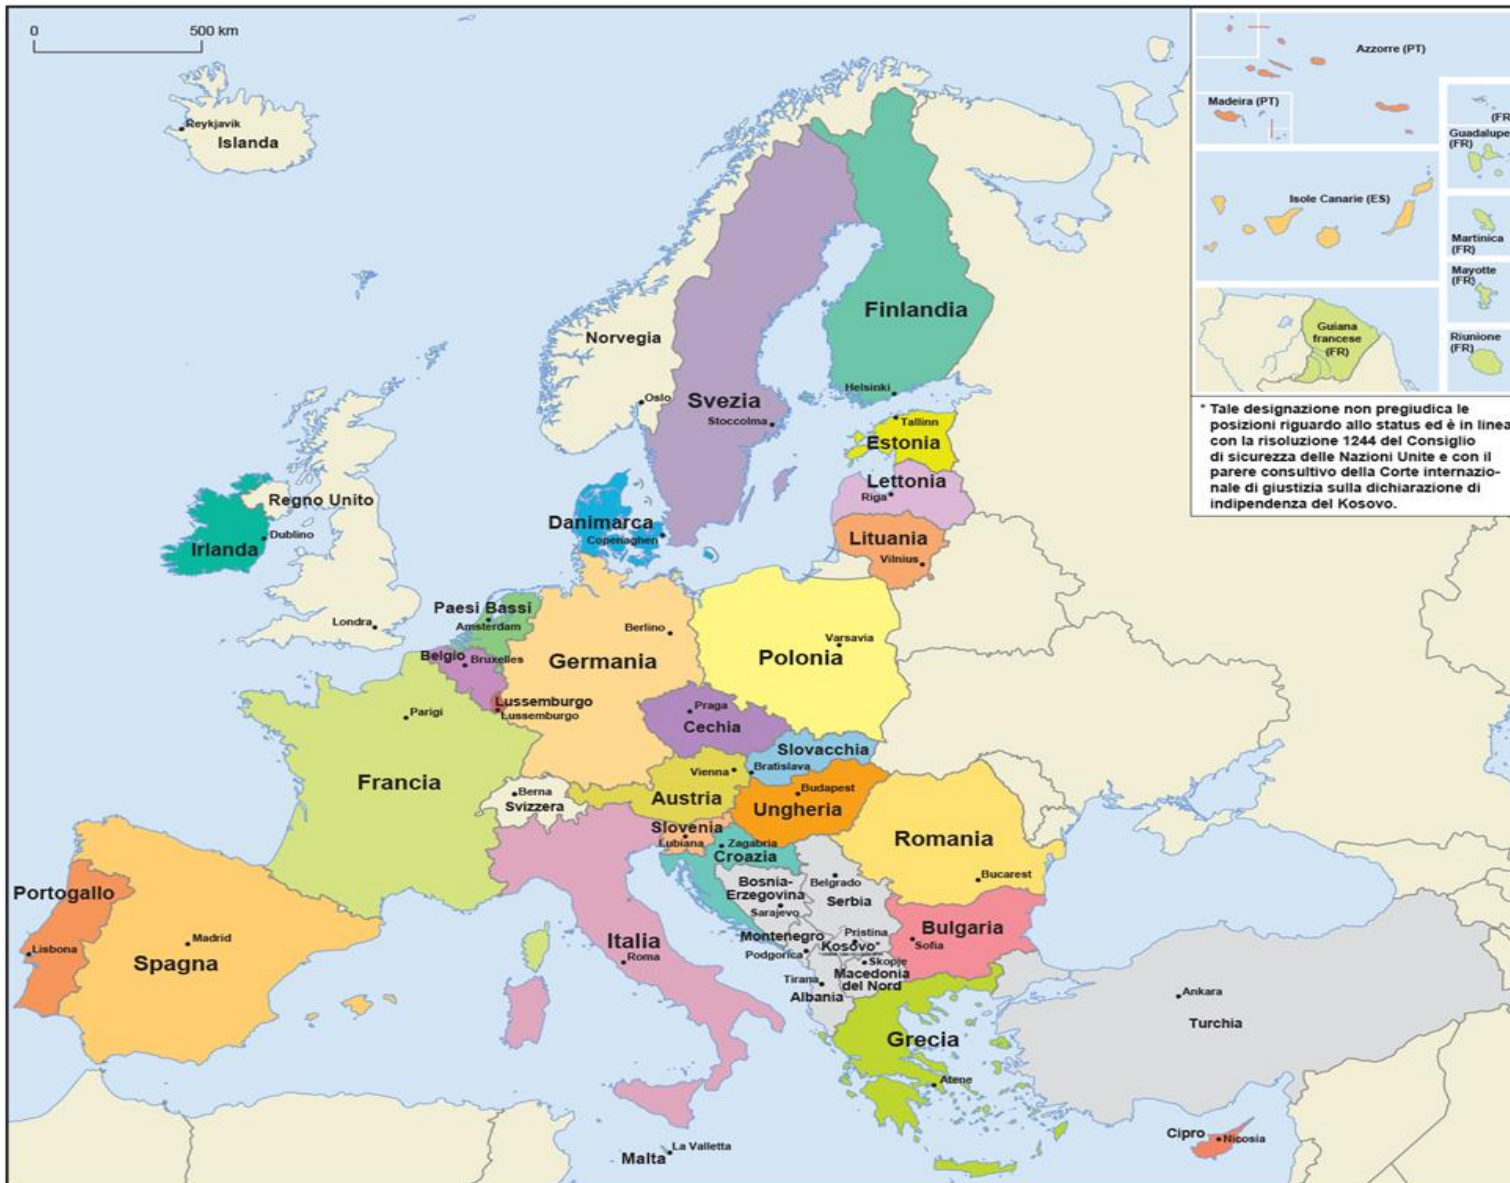 0
500 km
Reykjavik
Islanda
Norvegia
Oslo
Svezia
Stoccolma
Finlandia
Helsinki
Tallinn
Estonia
Lettonia
Riga
Lituania
Vilnius
Regno Unito
Dublino
Irlanda
Londra
Danimarca
Copenaghen
Paesi Bassi
Amsterdam
Belgio
Bruxelles
Lussemburgo
Lussemburgo
Berlino
Germania
Varsavia
Polonia
Praga
Cechia
Slovacchia
Bratislava
Vienna
Austria
Budapest
Ungheria
Parigi
Francia
Berna
Svizzera
Slovenia
Lubiana
Zagabria
Croazia
Romania
Bucarest
Bosnia-
Erzegovina
Sarajevo
Belgrado
Serbia
Montenegro
Podgorica
Pristina
Kosovo*
Skopje
Macedonia
del Nord
Tirana
Albania
Bulgaria
Sofia
Portogallo
Lisbona
Madrid
Spagna
Italia
Roma
Grecia
Atene
Ankara
Turchia
Cipro
Nicosia
Malta
La Valletta
Azzorre (PT)
Madeira (PT)
(FR
Guadalupe
(FR)
Isole Canarie (ES)
Martinica
(FR)
Mayotte
(FR)
Guiana
francese
(FR)
Riunione
(FR)
* Tale designazione non pregiudica le
posizioni riguardo allo status ed è in linea
con la risoluzione 1244 del Consiglio
di sicurezza delle Nazioni Unite e con il
parere consultivo della Corte internazio-
nale di giustizia sulla dichiarazione di
indipendenza del Kosovo.